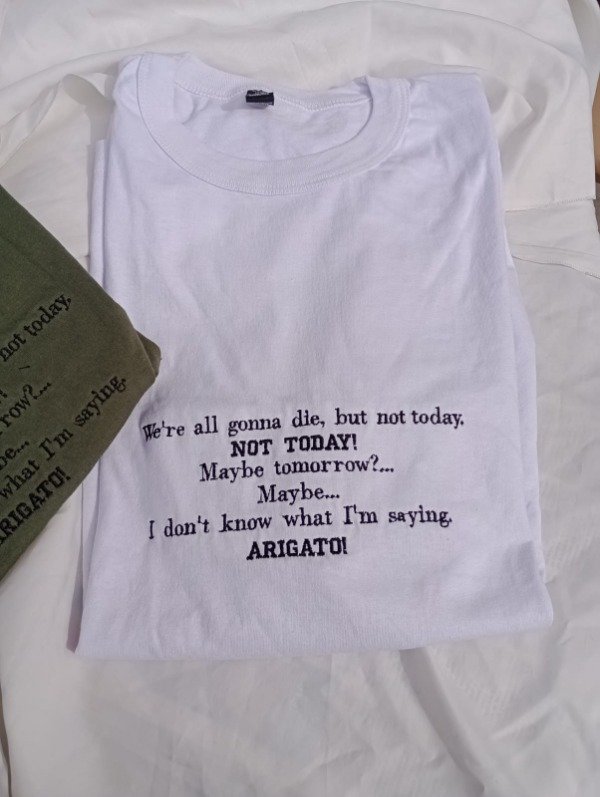 We're all gonna die, but not today.
NOT TODAY!
Maybe tomorrow?...
Maybe...
I don't know what I'm saying.
ARIGATO!
not today,
row?...
be...
what I'm saying.
RIGATO!